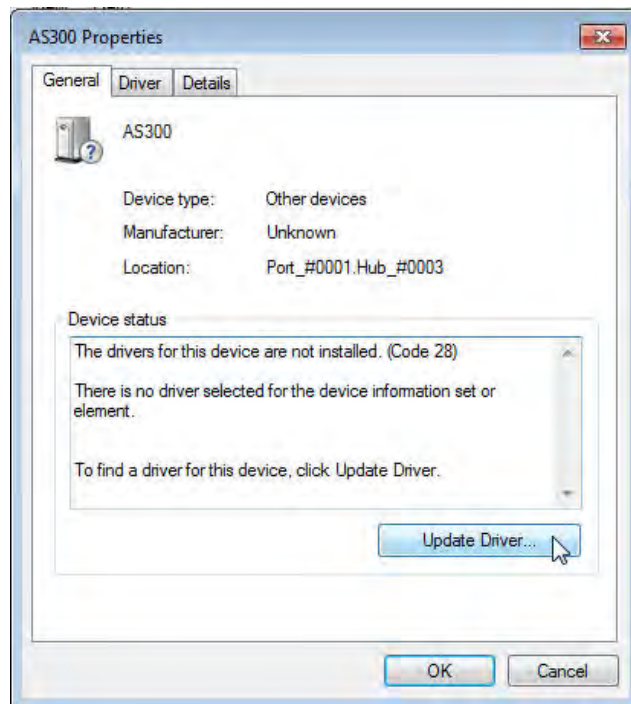 AS300 Properties
General Driver Details
AS300
Device type: Other devices
Manufacturer: Unknown
Location: Port_#0001.Hub_#0003
Device status
The drivers for this device are not installed. (Code 28)
There is no driver selected for the device information set or
element.
To find a driver for this device, click Update Driver.
Update Driver...
OK Cancel